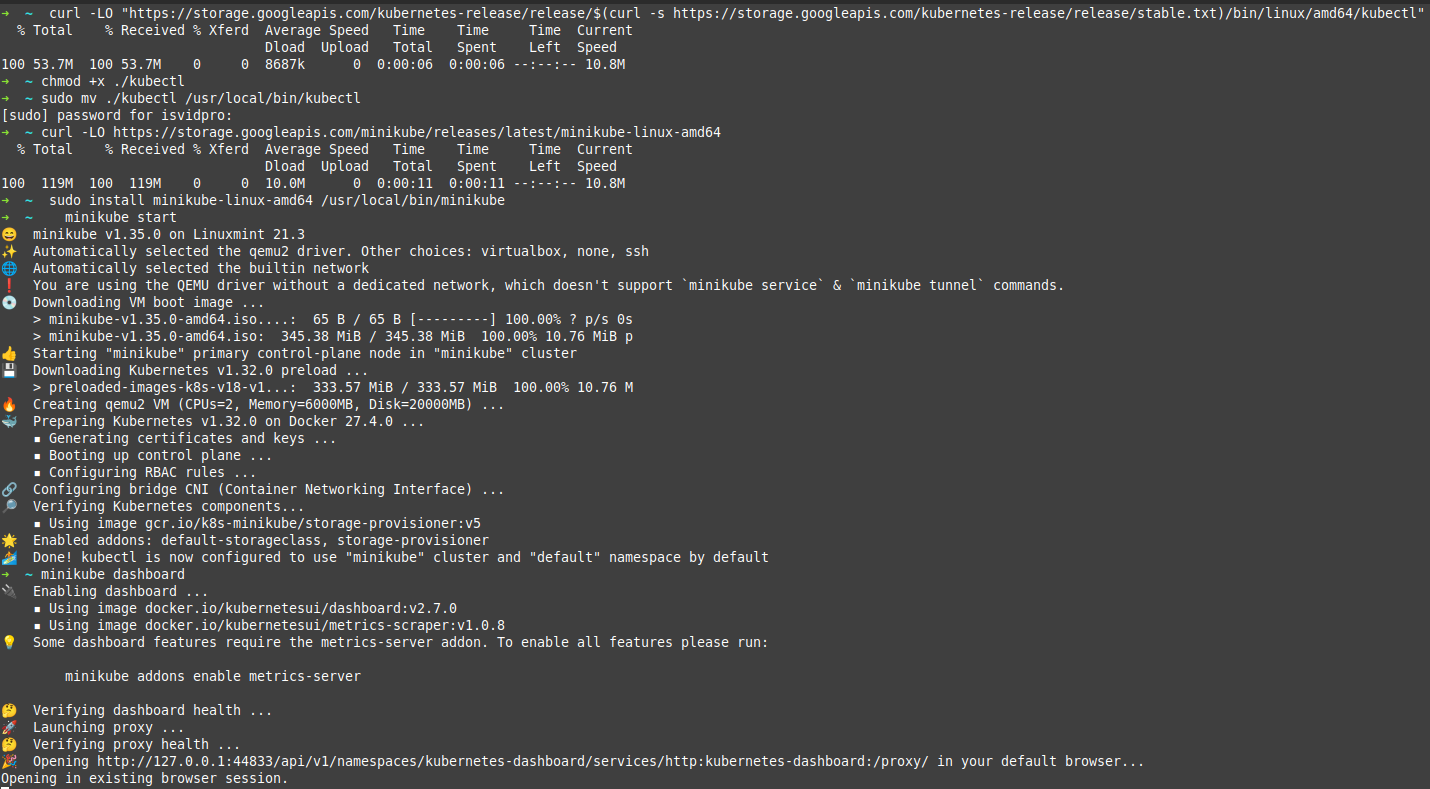 ➜  ~  curl -LO "https://storage.googleapis.com/kubernetes-release/release/$(curl -s https://storage.googleapis.com/kubernetes-release/release/stable.txt)/bin/linux/amd64/kubectl"
  % Total    % Received % Xferd  Average Speed   Time    Time     Time  Current
                                 Dload  Upload   Total   Spent    Left  Speed
100 53.7M  100 53.7M    0     0  8687k      0  0:00:06  0:00:06 --:--:-- 10.8M
➜  ~ chmod +x ./kubectl
➜  ~ sudo mv ./kubectl /usr/local/bin/kubectl
[sudo] password for isvidpro:
➜  ~ curl -LO https://storage.googleapis.com/minikube/releases/latest/minikube-linux-amd64
  % Total    % Received % Xferd  Average Speed   Time    Time     Time  Current
                                 Dload  Upload   Total   Spent    Left  Speed
100  119M  100  119M    0     0  10.0M      0  0:00:11  0:00:11 --:--:-- 10.8M
➜  ~  sudo install minikube-linux-amd64 /usr/local/bin/minikube
➜  ~    minikube start
😄  minikube v1.35.0 on Linuxmint 21.3
✨  Automatically selected the qemu2 driver. Other choices: virtualbox, none, ssh
🌐  Automatically selected the builtin network
❗  You are using the QEMU driver without a dedicated network, which doesn't support `minikube service` & `minikube tunnel` commands.
💿  Downloading VM boot image ...
    > minikube-v1.35.0-amd64.iso....:  65 B / 65 B [---------] 100.00% ? p/s 0s
    > minikube-v1.35.0-amd64.iso:  345.38 MiB / 345.38 MiB  100.00% 10.76 MiB p
👍  Starting "minikube" primary control-plane node in "minikube" cluster
💾  Downloading Kubernetes v1.32.0 preload ...
    > preloaded-images-k8s-v18-v1...:  333.57 MiB / 333.57 MiB  100.00% 10.76 M
🔥  Creating qemu2 VM (CPUs=2, Memory=6000MB, Disk=20000MB) ...
🐳  Preparing Kubernetes v1.32.0 on Docker 27.4.0 ...
    ▪ Generating certificates and keys ...
    ▪ Booting up control plane ...
    ▪ Configuring RBAC rules ...
🔗  Configuring bridge CNI (Container Networking Interface) ...
🔎  Verifying Kubernetes components...
    ▪ Using image gcr.io/k8s-minikube/storage-provisioner:v5
🌟  Enabled addons: default-storageclass, storage-provisioner
🏄  Done! kubectl is now configured to use "minikube" cluster and "default" namespace by default
➜  ~ minikube dashboard
🔌  Enabling dashboard ...
    ▪ Using image docker.io/kubernetesui/dashboard:v2.7.0
    ▪ Using image docker.io/kubernetesui/metrics-scraper:v1.0.8
💡  Some dashboard features require the metrics-server addon. To enable all features please run:
        minikube addons enable metrics-server
🤔  Verifying dashboard health ...
🚀  Launching proxy ...
🤔  Verifying proxy health ...
🎉  Opening http://127.0.0.1:44833/api/v1/namespaces/kubernetes-dashboard/services/http:kubernetes-dashboard:/proxy/ in your default browser...
Opening in existing browser session.